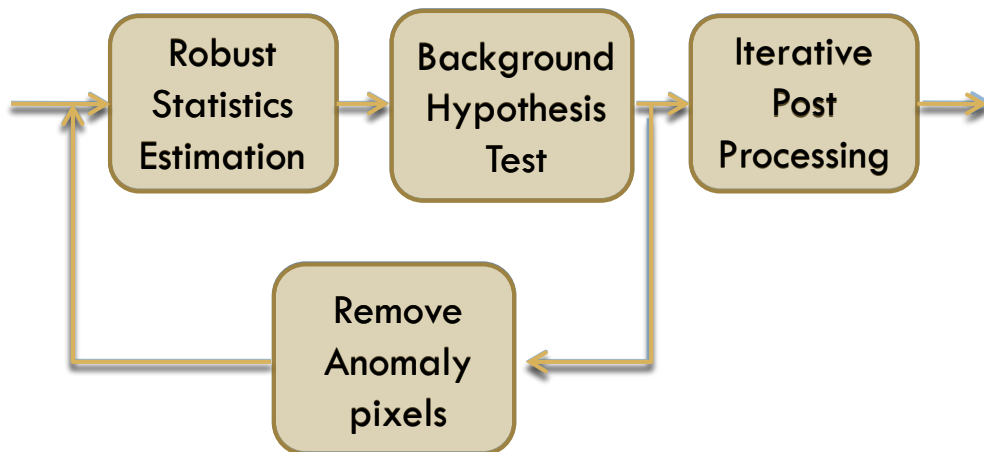 Robust
Statistics
Estimation
Background
Hypothesis
Test
Iterative
Post
Processing
Remove
Anomaly
pixels